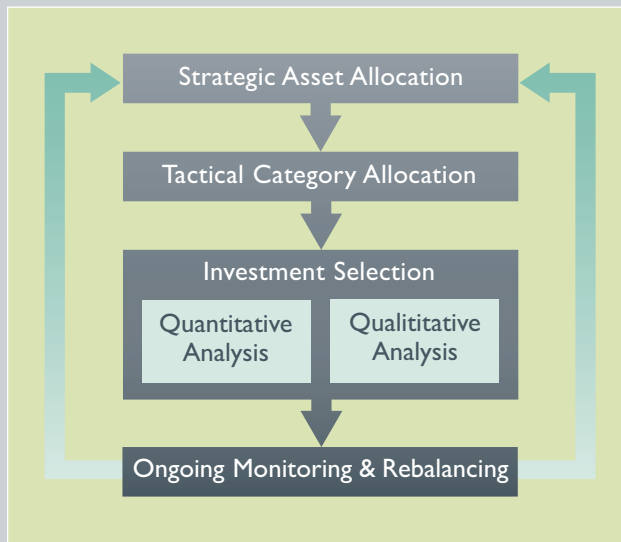 Strategic Asset Allocation
Tactical Category Allocation
Investment Selection
Quantitative
Analysis
Qualititative
Analysis
Ongoing Monitoring & Rebalancing